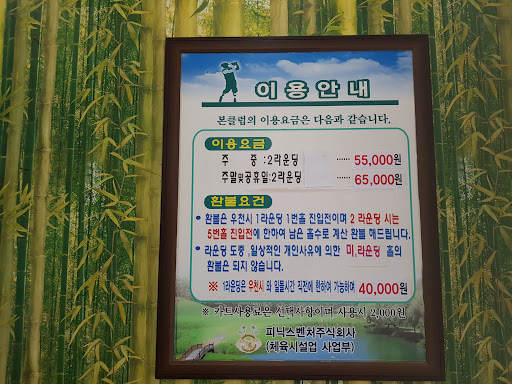 이용안내
본클럽의 이용요금은 다음과 같습니다.
이용요금
주 중 :2라운딩 ······ 55,000원
주말및공휴일:2라운딩 ······ 65,000원
환불요건
• 환불은 우천시 1라운딩 1번홀 진입전이며 2 라운딩 시는
5번홀 진입전에 한하여 남은 홀수로 계산 환불 해드립니다.
• 라운딩 도중 ,일상적인 개인사유에 의한 미,라운딩 홀의
환불은 되지 않습니다.
※ 1라운딩은 우천시 와 일몰시간 직전에 한하여 가능하며 40,000원
※ 카트사용료은 선택사항이며 사용시 2,000원
피닉스벤처주식회사
(체육시설업 사업부)